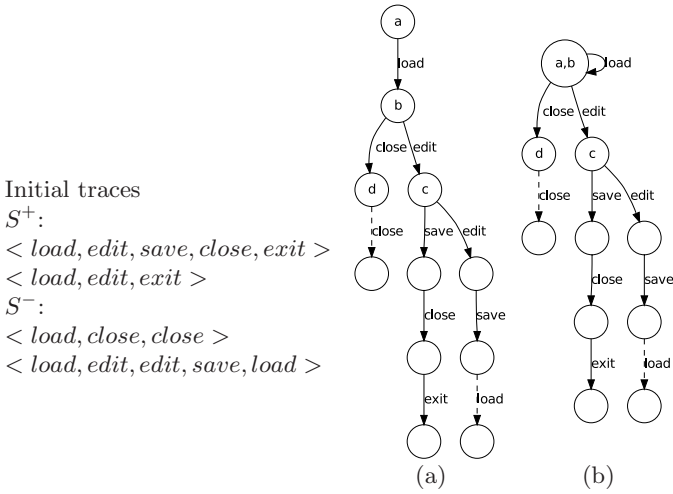 Initial traces
S⁺:
< load, edit, save, close, exit >
< load, edit, exit >
S⁻:
< load, close, close >
< load, edit, edit, save, load >
a
load
b
close edit
d c
close save edit
close save
exit load
(a)
a,b load
close edit
d c
close save edit
close save
exit load
(b)